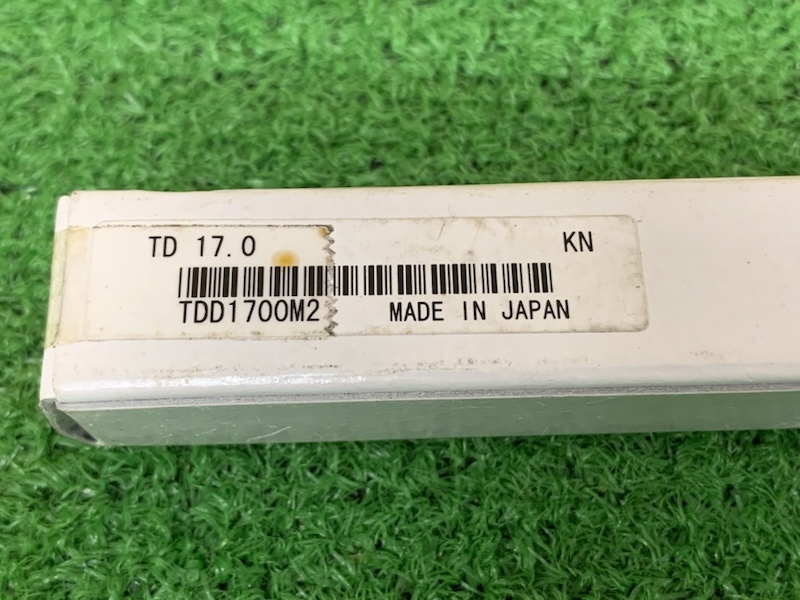 TD 17.0 KN
TDD1700M2 MADE IN JAPAN